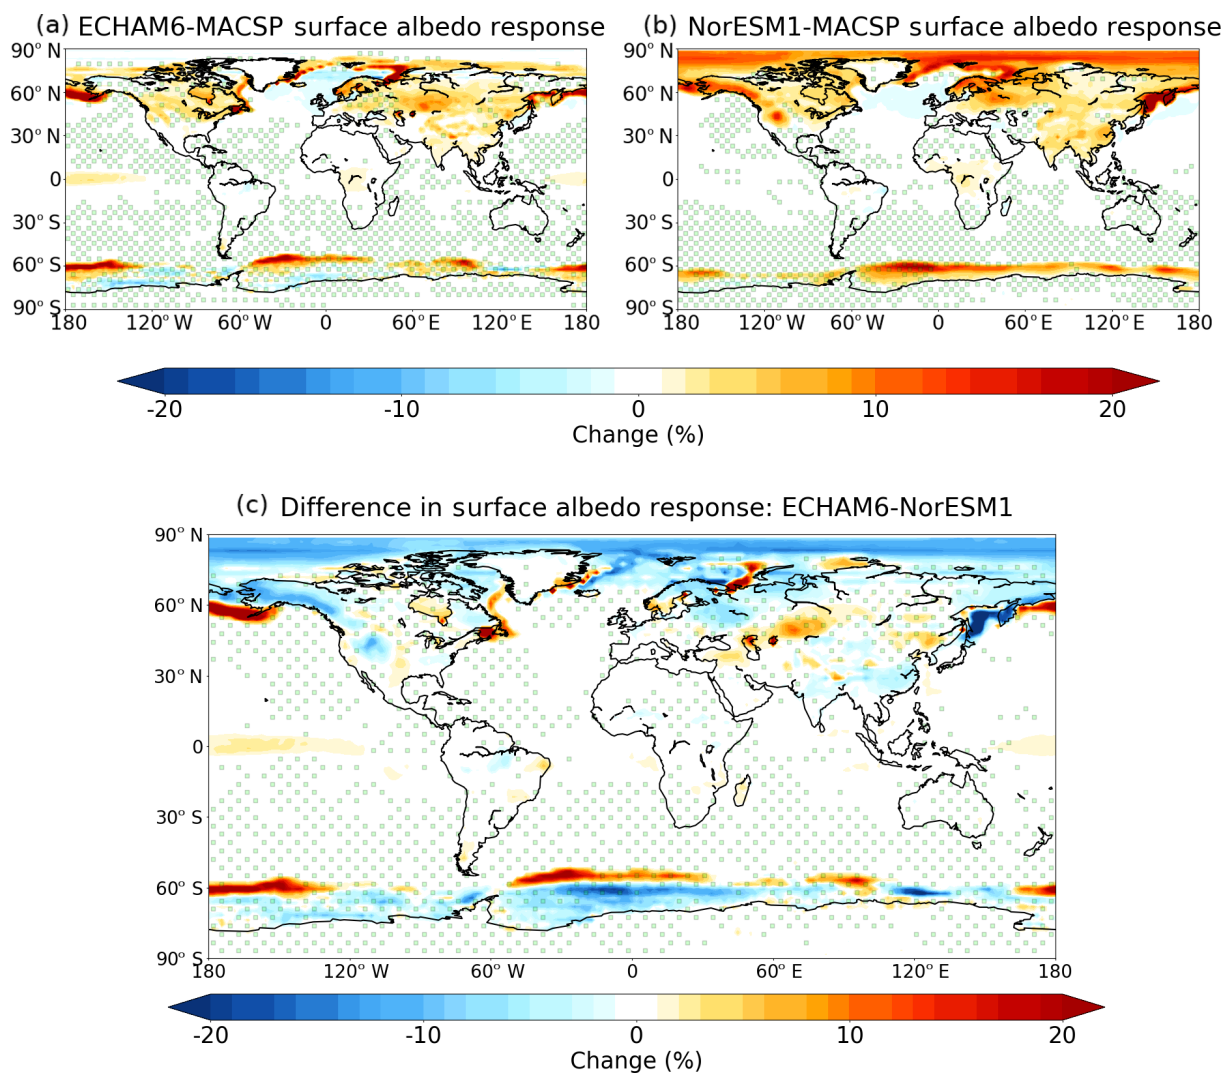 (a) ECHAM6-MACSP surface albedo response
(b) NorESM1-MACSP surface albedo response
90° N
60° N
30° N
0
30° S
60° S
90° S
180
120° W
60° W
0
60° E
120° E
180
90° N
60° N
30° N
0
30° S
60° S
90° S
180
120° W
60° W
0
60° E
120° E
180
-20
-10
0
10
20
Change (%)
(c) Difference in surface albedo response: ECHAM6-NorESM1
90° N
60° N
30° N
0
30° S
60° S
90° S
180
120° W
60° W
0
60° E
120° E
180
-20
-10
0
10
20
Change (%)